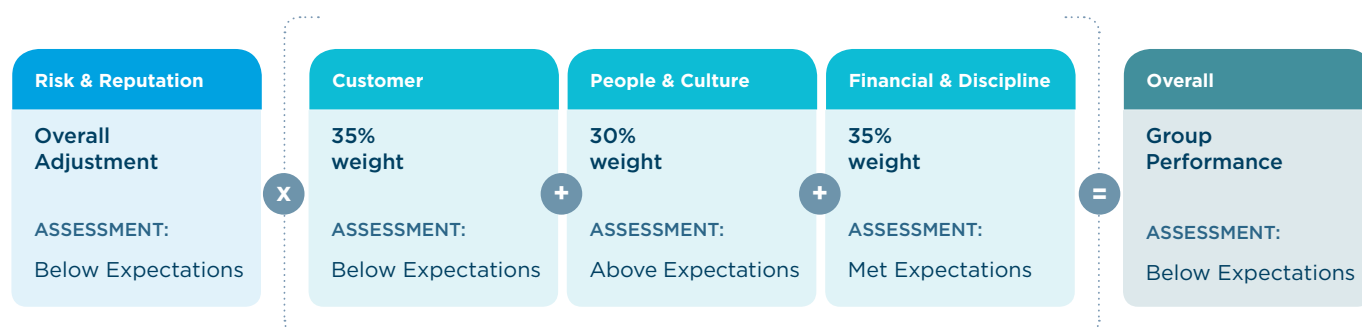 Risk & Reputation
Overall
Adjustment
ASSESSMENT:
Below Expectations
x
Customer
35%
weight
ASSESSMENT:
Below Expectations
+
People & Culture
30%
weight
ASSESSMENT:
Above Expectations
+
Financial & Discipline
35%
weight
ASSESSMENT:
Met Expectations
=
Overall
Group
Performance
ASSESSMENT:
Below Expectations